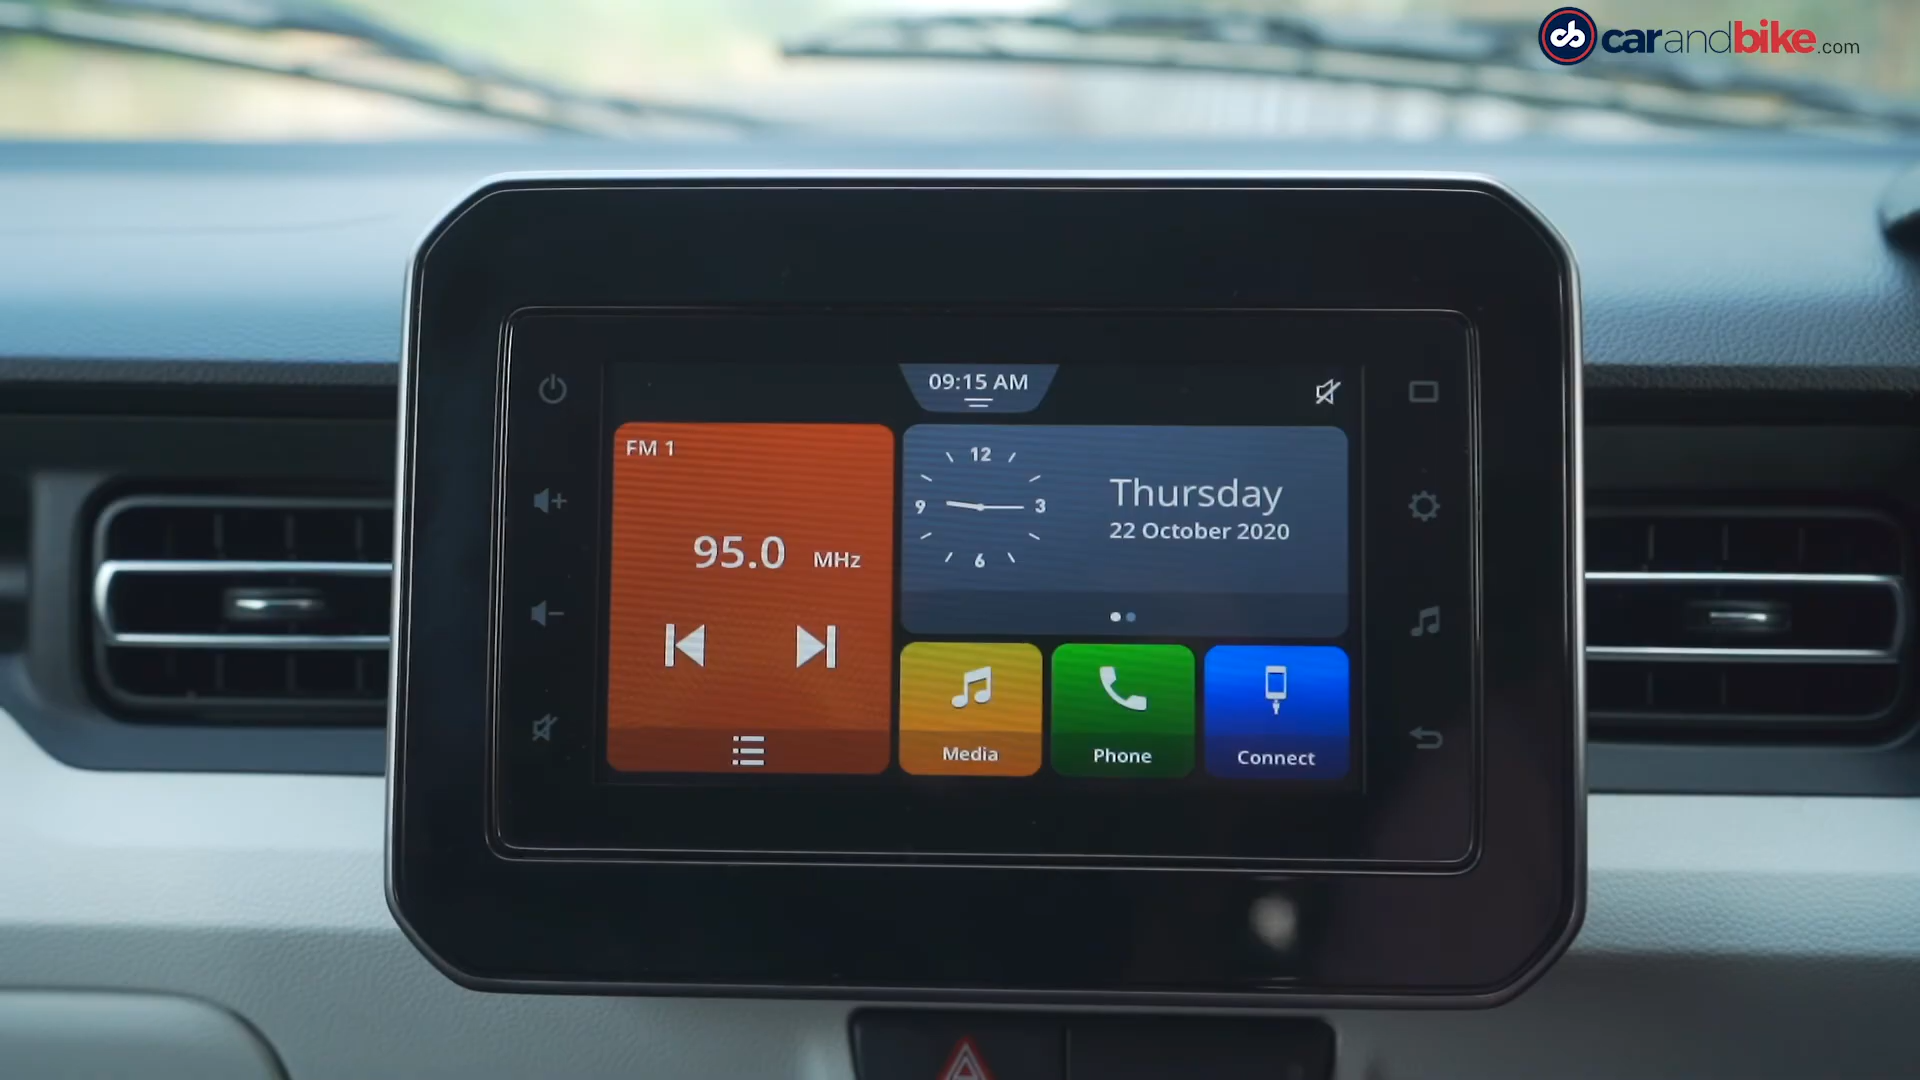 carandbike.com
09:15 AM
FM 1
95.0 MHz
12
9
3
6
Thursday
22 October 2020
Media
Phone
Connect